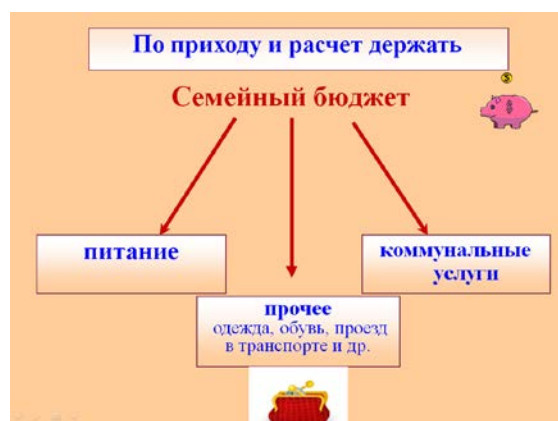 По приходу и расчет держать
Семейный бюджет
питание
коммунальные
услуги
прочее
одежда, обувь, проезд
в транспорте и др.